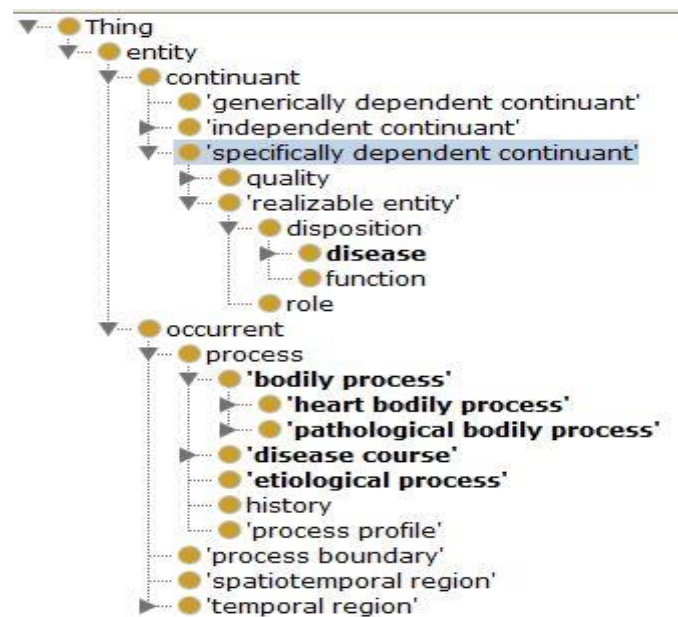 Thing
entity
continuant
'generically dependent continuant'
'independent continuant'
'specifically dependent continuant'
quality
'realizable entity'
disposition
disease
function
role
occurrent
process
'bodily process'
'heart bodily process'
'pathological bodily process'
'disease course'
'etiological process'
history
'process profile'
'process boundary'
'spatiotemporal region'
'temporal region'